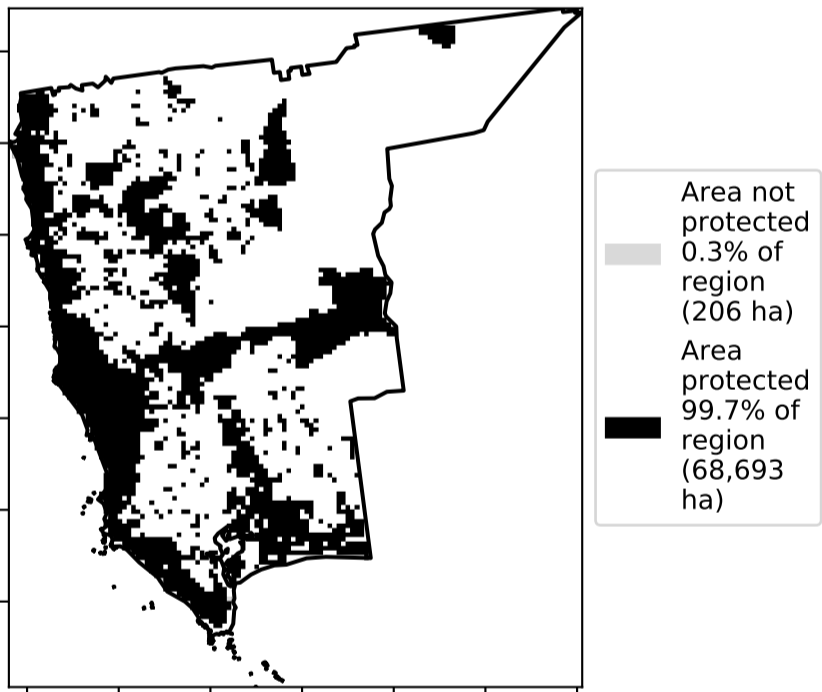 Area not
protected
0.3% of
region
(206 ha)
Area
protected
99.7% of
region
(68,693
ha)